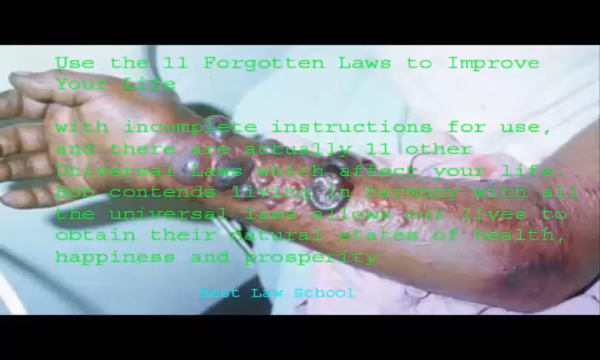 Use the 11 Forgotten Laws to Improve
Your Life
with incomplete instructions for use,
and there are actually 11 other
Universal Laws which affect your life.
Bob contends living in harmony with all
the universal laws allows our lives to
obtain their natural states of health,
happiness and prosperity
Best Law School